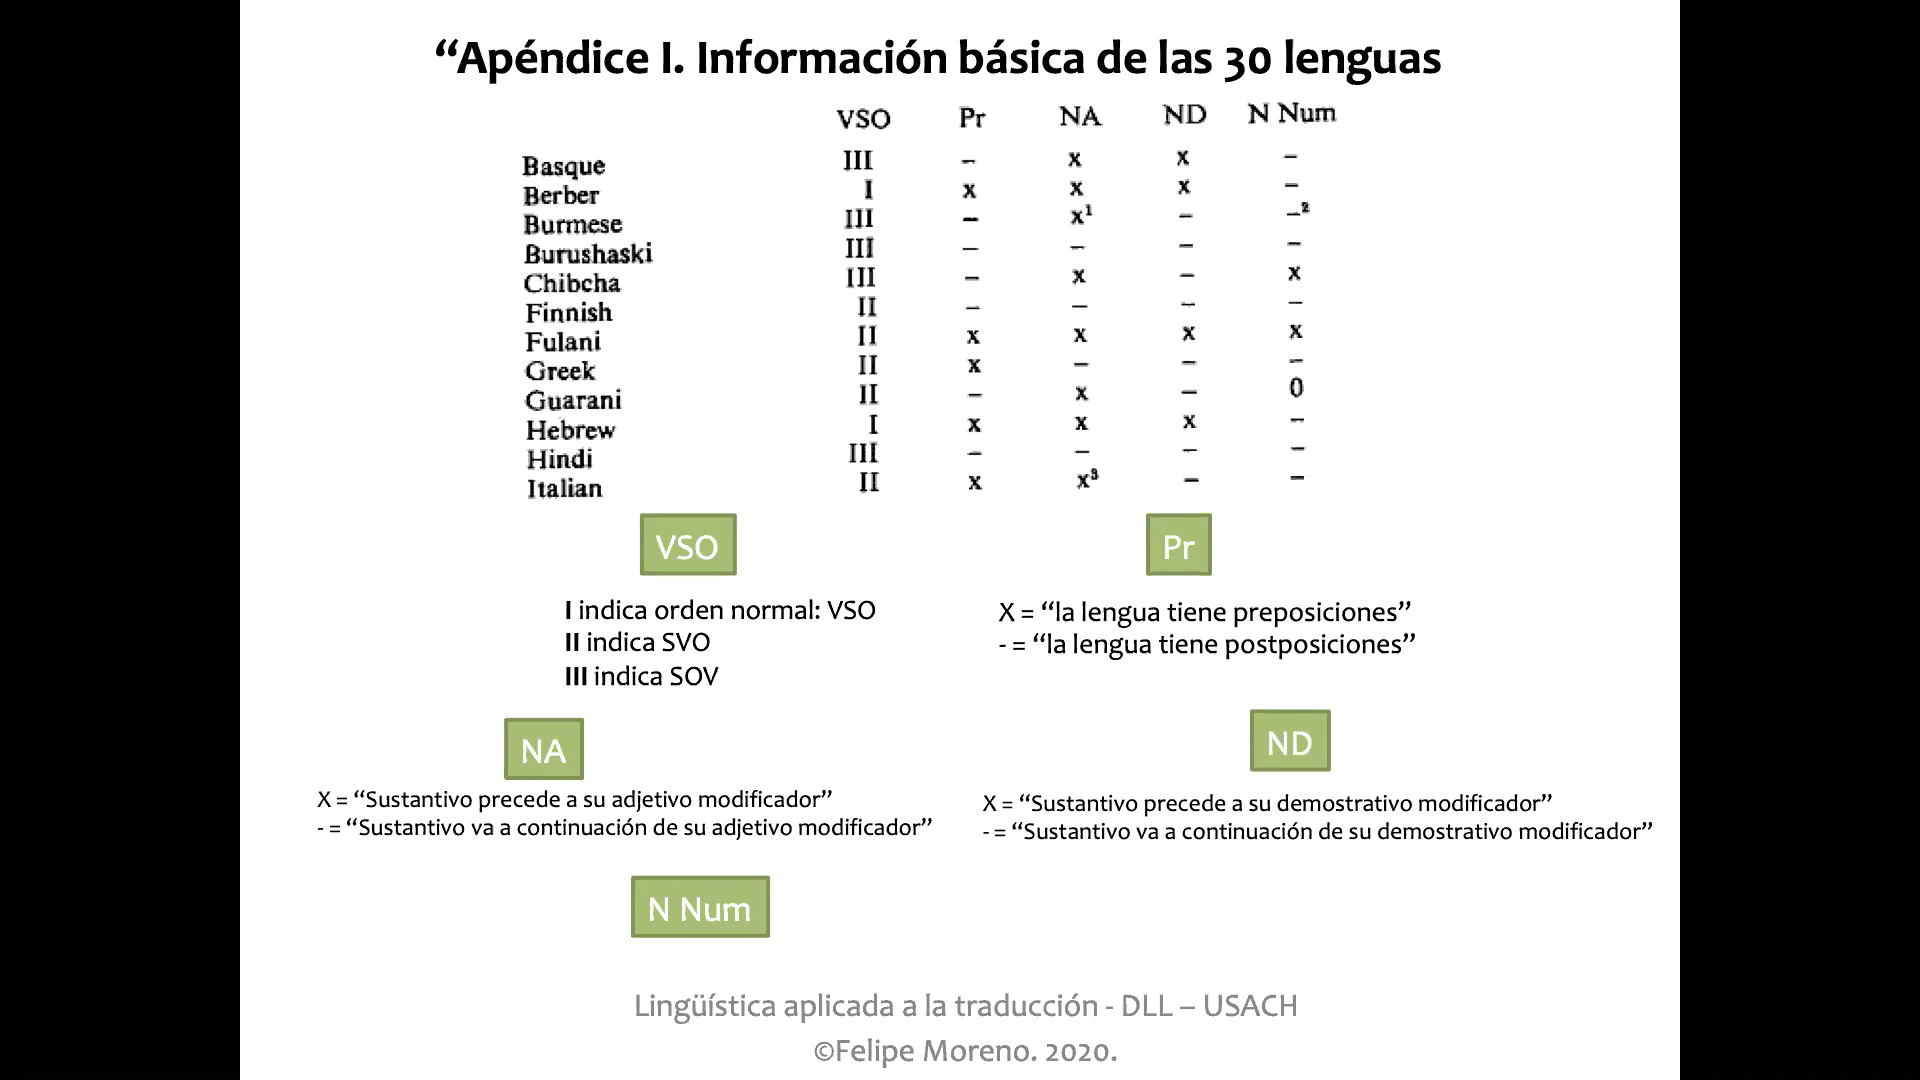 “Apéndice I. Información básica de las 30 lenguas
VSO Pr NA ND N Num
Basque III – x x –
Berber I x x x –
Burmese III – x¹ – –²
Burushaski III – – – –
Chibcha III – x – x
Finnish II – – – –
Fulani II x x x x
Greek II x – – –
Guarani II – x – 0
Hebrew I x x x –
Hindi III – – – –
Italian II x x³ – –
VSO
I indica orden normal: VSO
II indica SVO
III indica SOV
Pr
X = “la lengua tiene preposiciones”
- = “la lengua tiene postposiciones”
NA
X = “Sustantivo precede a su adjetivo modificador”
- = “Sustantivo va a continuación de su adjetivo modificador”
ND
X = “Sustantivo precede a su demostrativo modificador”
- = “Sustantivo va a continuación de su demostrativo modificador”
N Num
Lingüística aplicada a la traducción - DLL – USACH
©Felipe Moreno. 2020.